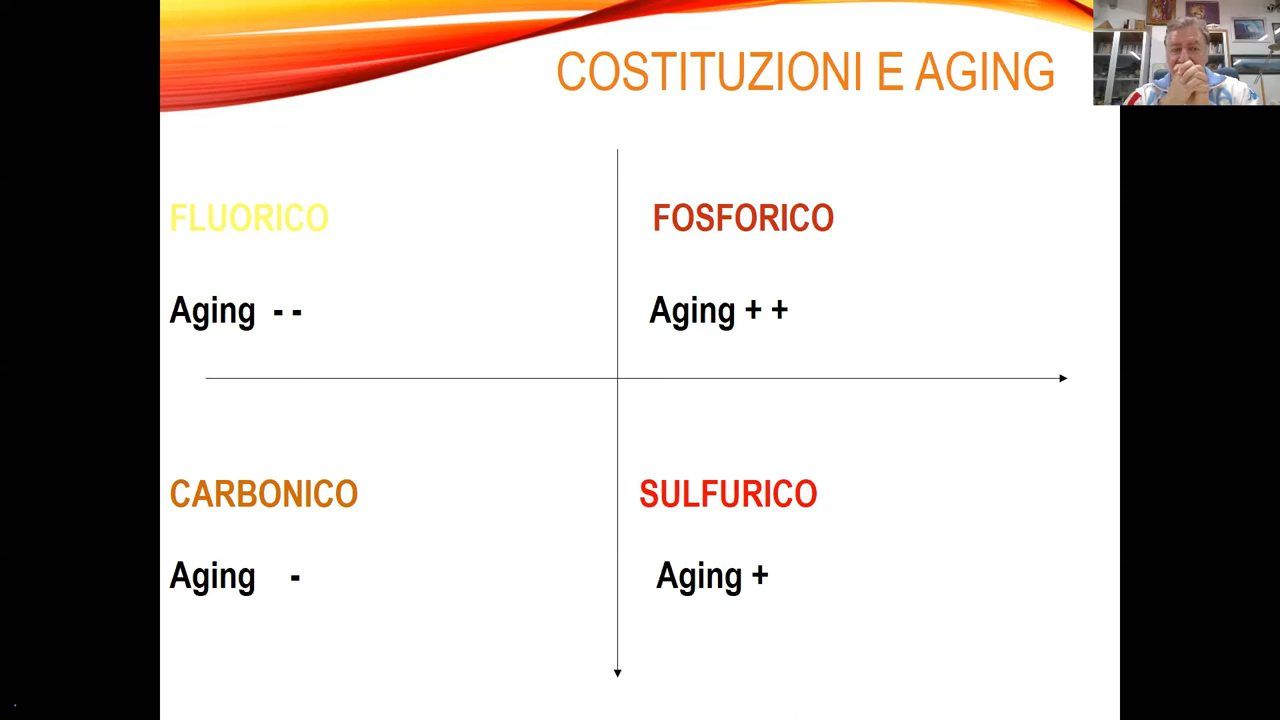 COSTITUZIONI E AGING
FLUORICO
FOSFORICO
Aging - -
Aging + +
CARBONICO
SULFURICO
Aging -
Aging +